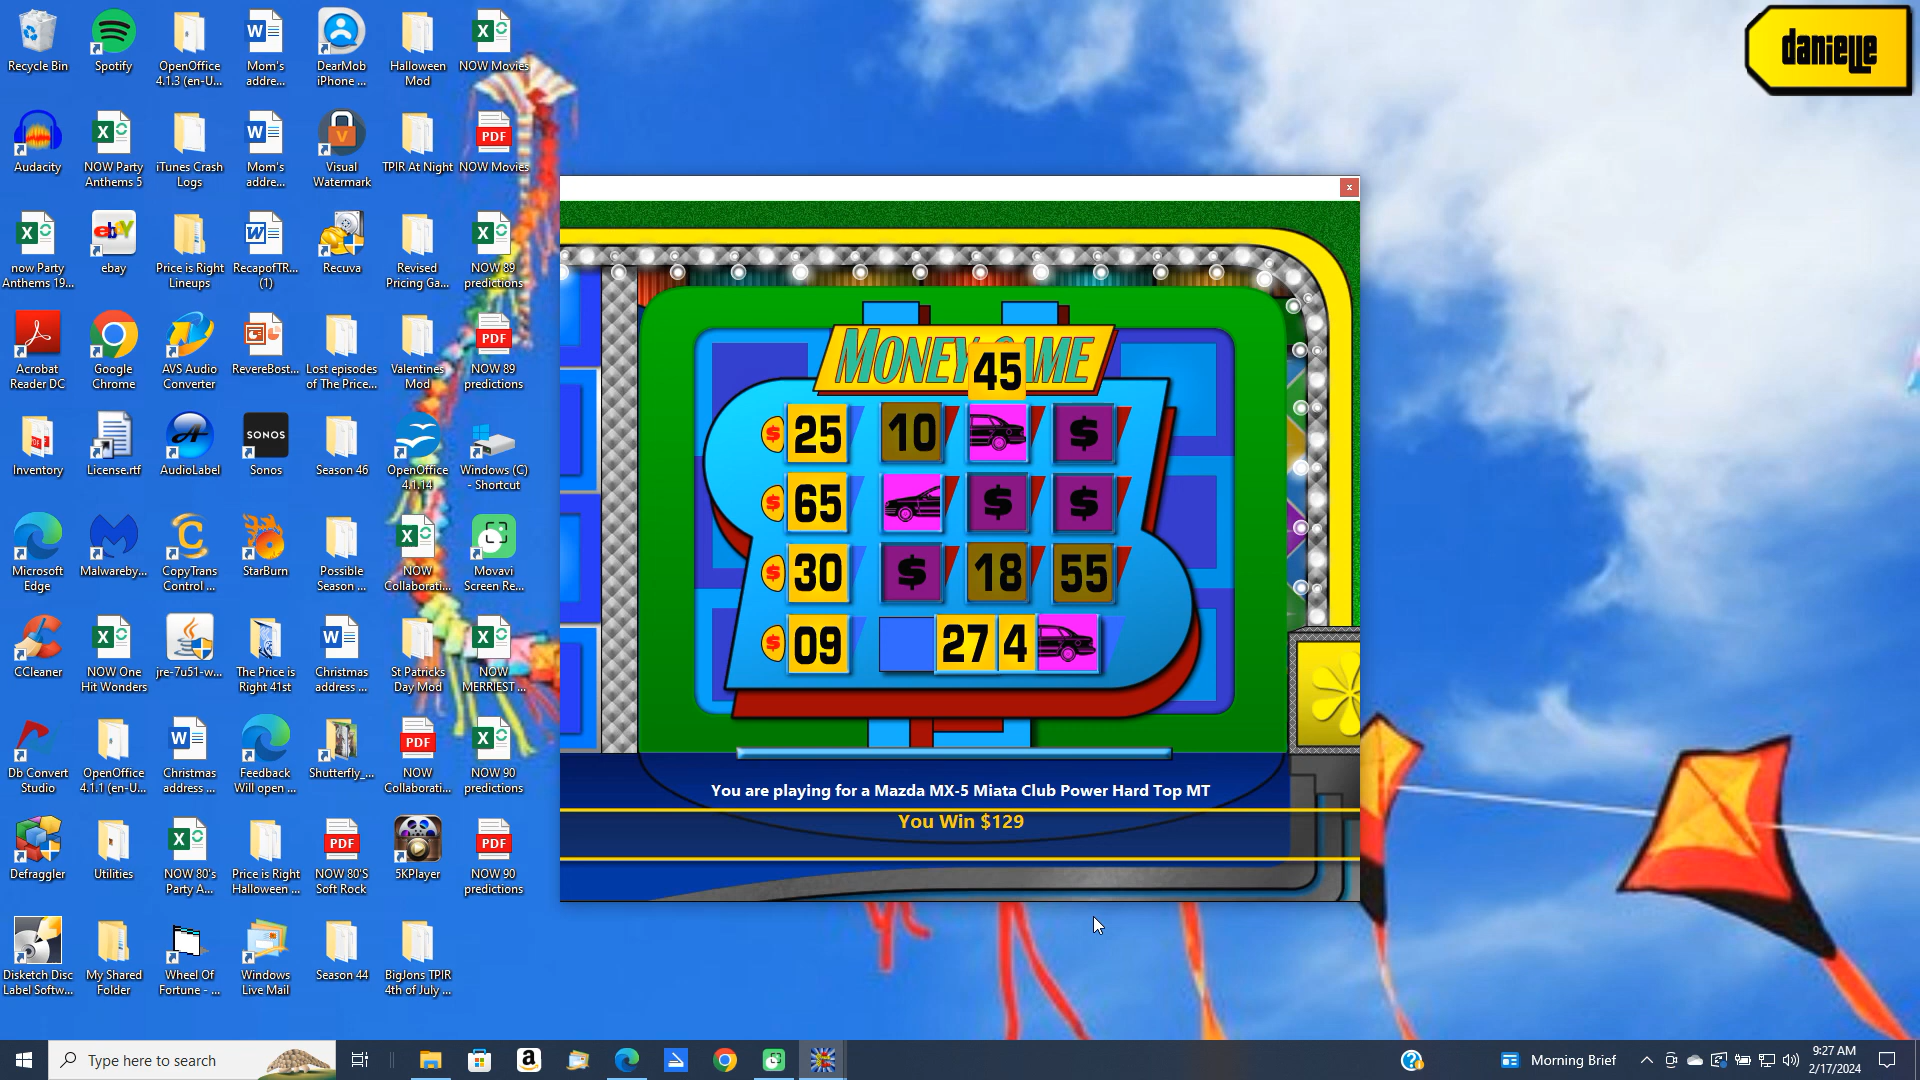 Recycle Bin
Spotify
OpenOffice
4.1.3 (en-U...
Mom's
addre...
DearMob
iPhone ...
Halloween
Mod
NOW Movies
danielle
Audacity
NOW Party
Anthems 5
iTunes Crash
Logs
Mom's
addre...
Visual
Watermark
TPIR At Night
PDF
NOW Movies
now Party
Anthems 19...
ebay
ebay
Price is Right
Lineups
RecapofTR...
(1)
Recuva
Revised
Pricing Ga...
NOW 89
predictions
Acrobat
Reader DC
Google
Chrome
AVS Audio
Converter
RevereBost...
Lost episodes
of The Price...
Valentines
Mod
PDF
NOW 89
predictions
Inventory
License.rtf
AudioLabel
SONOS
Sonos
Season 46
OpenOffice
4.1.14
Windows (C)
- Shortcut
Microsoft
Edge
Malwareby...
CopyTrans
Control ...
StarBurn
Possible
Season ...
NOW
Collaborati...
Movavi
Screen Re...
CCleaner
NOW One
Hit Wonders
jre-7u51-w...
The Price is
Right 41st
Christmas
address ...
St Patricks
Day Mod
NOW
MERRIEST ...
Db Convert
Studio
OpenOffice
4.1.1 (en-U...
Christmas
address ...
Feedback
Will open ...
Shutterfly_...
PDF
NOW
Collaborati...
NOW 90
predictions
Defraggler
Utilities
NOW 80's
Party A...
Price is Right
Halloween ...
PDF
NOW 80'S
Soft Rock
5KPlayer
PDF
NOW 90
predictions
Disketch Disc
Label Softw...
My Shared
Folder
Wheel Of
Fortune - ...
Windows
Live Mail
Season 44
BigJons TPIR
4th of July ...
MONEY GAME
45
$ 25 10 $
$ 65 $ $
$ 30 $ 18 55
$ 09 27 4
You are playing for a Mazda MX-5 Miata Club Power Hard Top MT
You Win $129
Type here to search
Morning Brief
9:27 AM
2/17/2024